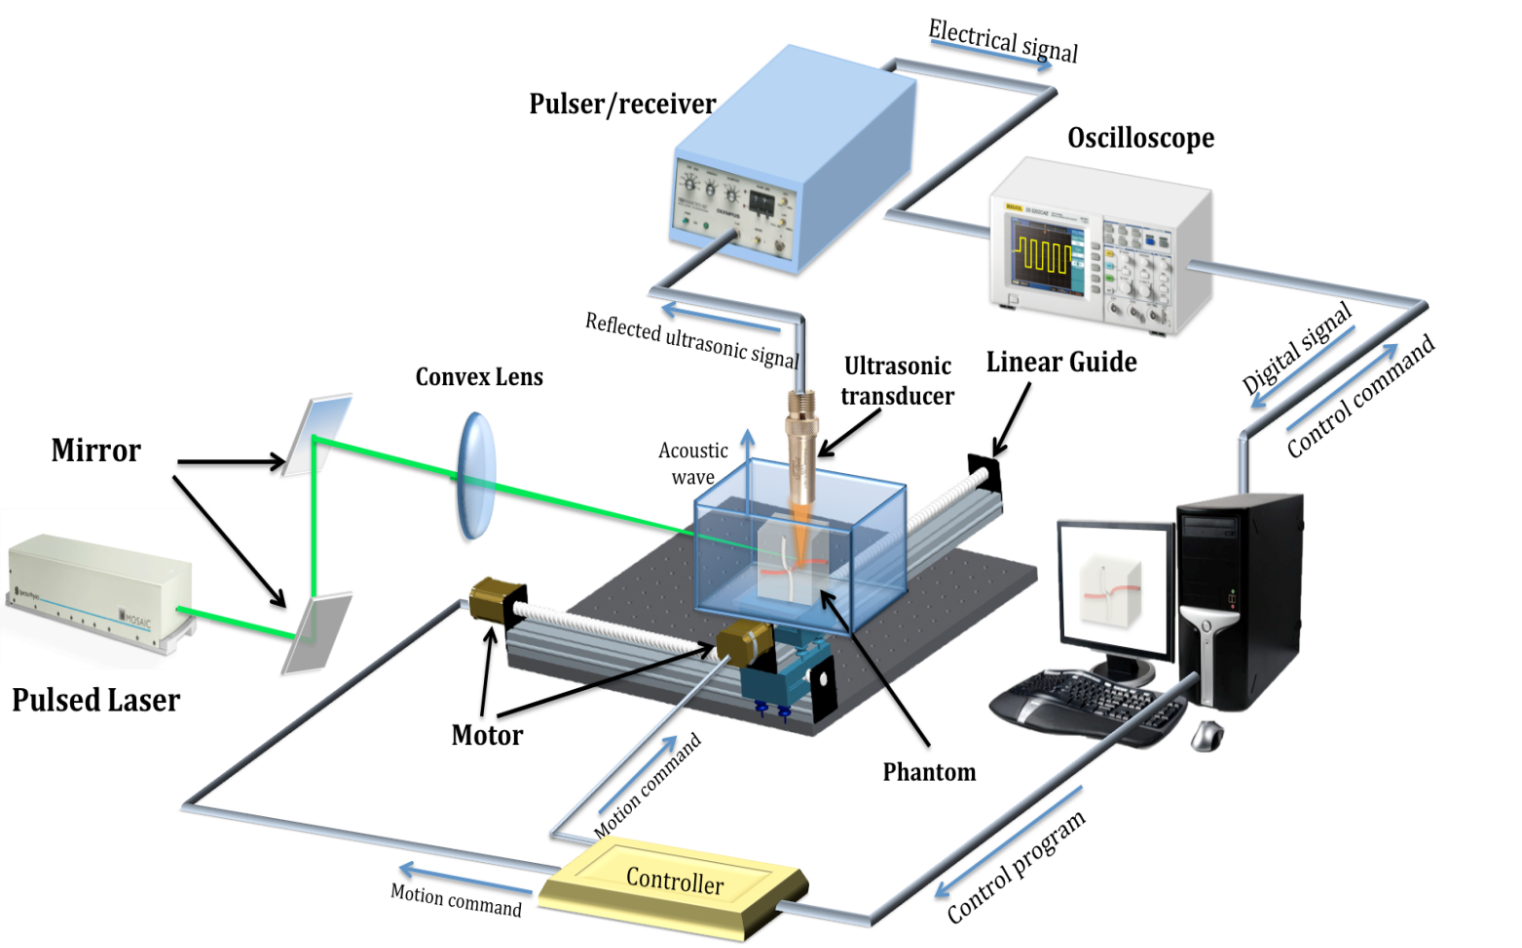 Electrical signal
Pulser/receiver
Oscilloscope
Reflected ultrasonic signal
Digital signal
Control command
Ultrasonic
transducer
Linear Guide
Convex Lens
Mirror
Acoustic
wave
MOSAIC
Pulsed Laser
Motor
Phantom
Motion command
Control program
Controller
Motion command